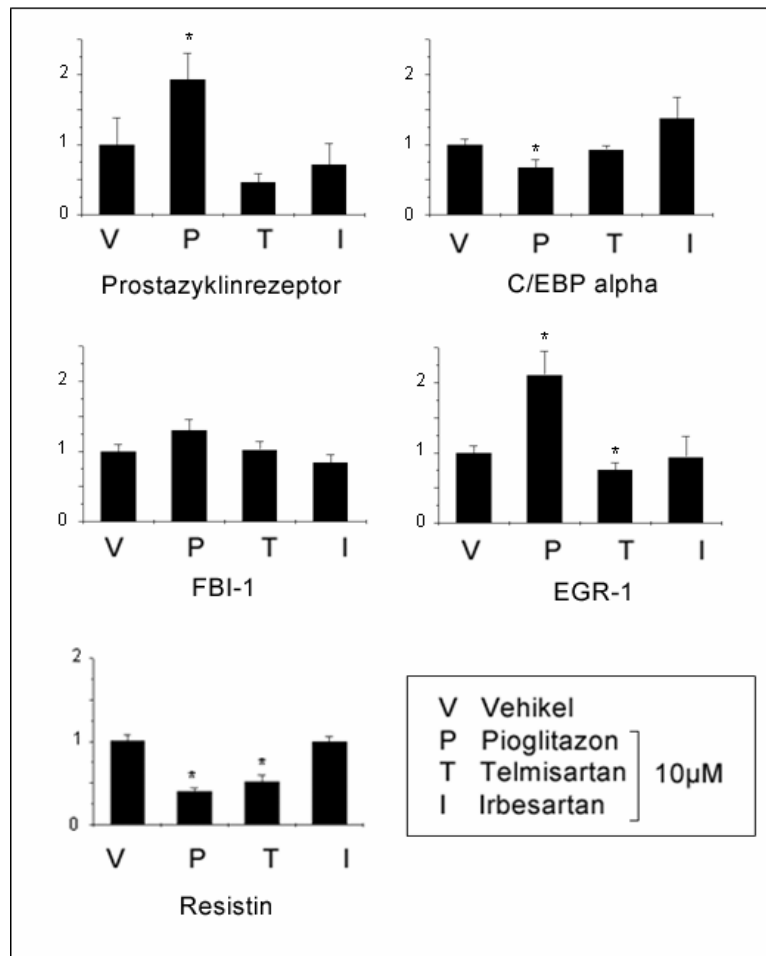 2
*
1
0
V P T I
Prostazyklinrezeptor
2
1
*
0
V P T I
C/EBP alpha
2
1
0
V P T I
FBI-1
*
2
1
*
0
V P T I
EGR-1
2
1
* *
0
V P T I
Resistin
V Vehikel
P Pioglitazon
T Telmisartan 10µM
I Irbesartan